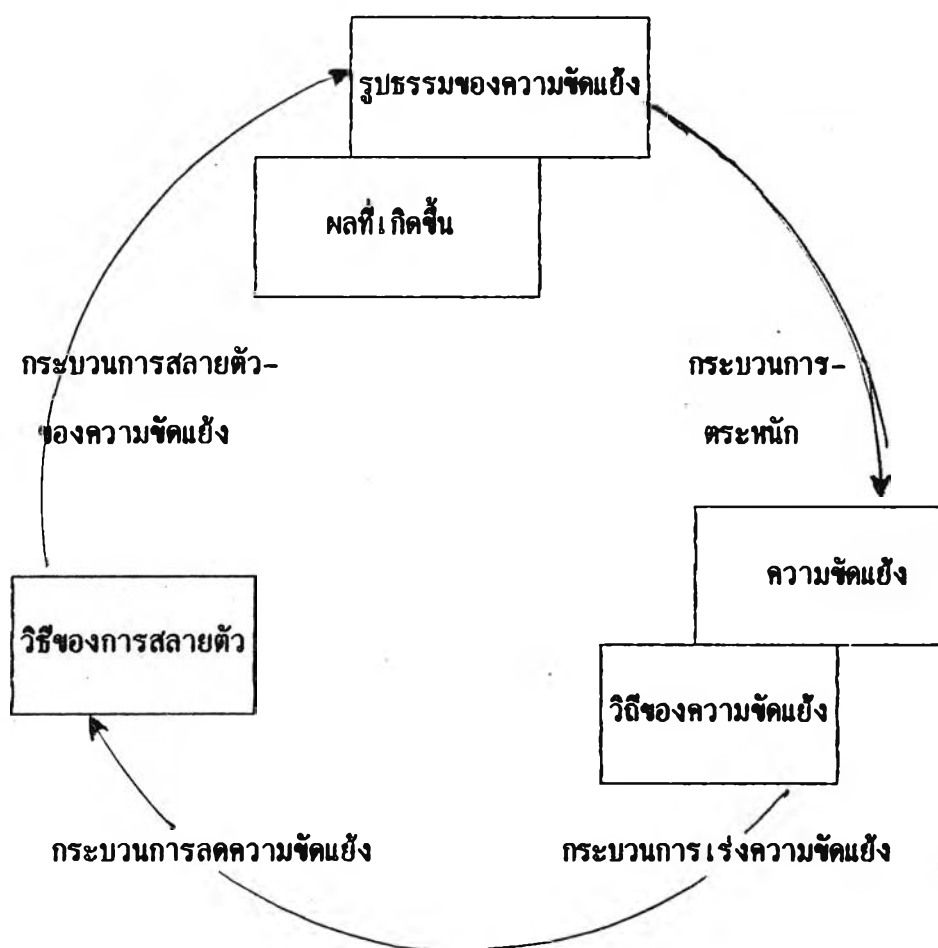 รูปธรรมของความขัดแย้ง
ผลที่เกิดขึ้น
กระบวนการสลายตัว-
ของความขัดแย้ง
กระบวนการ-
ตระหนัก
ความขัดแย้ง
วิธีของการสลายตัว
วิถีของความขัดแย้ง
กระบวนการลดความขัดแย้ง
กระบวนการเร่งความขัดแย้ง